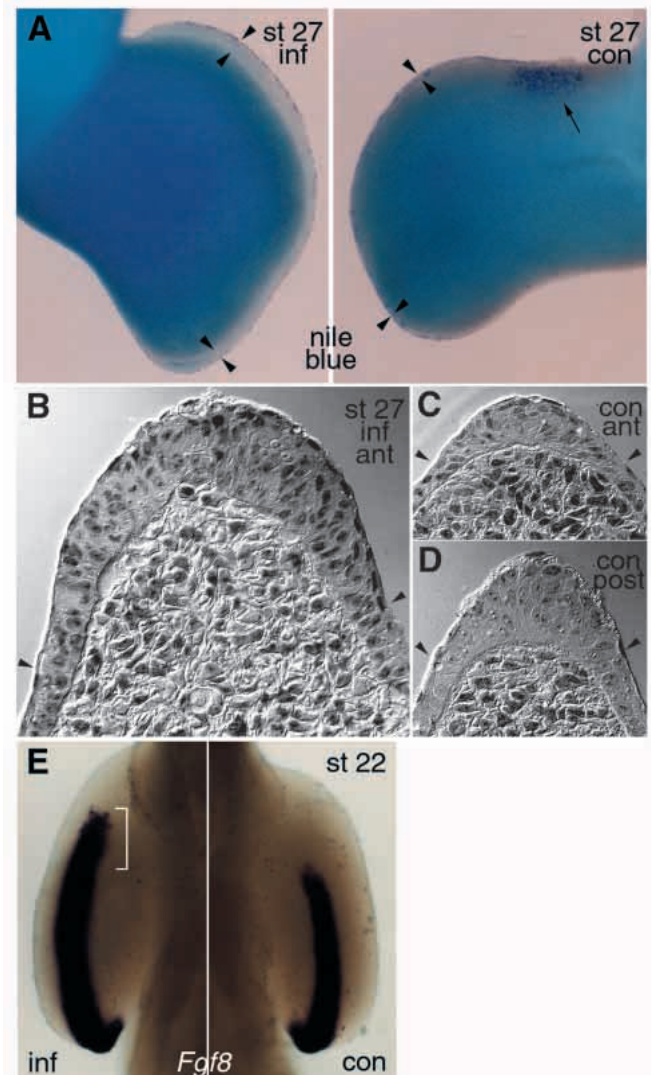 A
st 27
inf
st 27
con
nile
blue
B
st 27
inf
ant
C
con
ant
D
con
post
E
st 22
inf
Fgf8
con